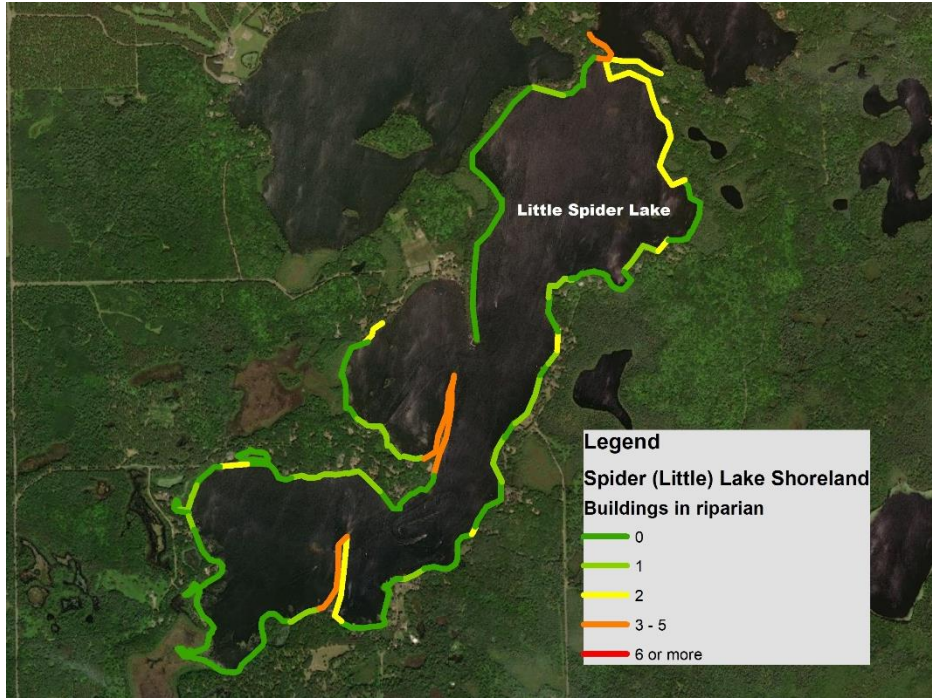 Little Spider Lake
Legend
Spider (Little) Lake Shoreland
Buildings in riparian
0
1
2
3 - 5
6 or more